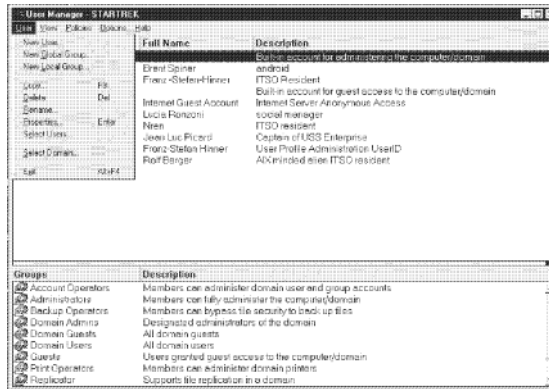 User Manager - STARTREK
User View Policies Options Help
New User...
New Global Group...
New Local Group...
Copy... F8
Delete Del
Rename...
Properties... Enter
Select Users...
Select Domain...
Exit Alt+F4
Full Name Description
Built-in account for administering the computer/domain
Brent Spiner android
Franz-Stefan-Hinner ITSO Resident
Built-in account for guest access to the computer/domain
Internet Guest Account Internet Server Anonymous Access
Lucia Ronzoni social manager
Nren ITSO resident
Jean Luc Picard Captain of USS Enterprise
Franz-Stefan Hinner User Profile Administration UserID
Rolf Berger AIX minded alien ITSO resident
Groups Description
Account Operators Members can administer domain user and group accounts
Administrators Members can fully administer the computer/domain
Backup Operators Members can bypass file security to back up files
Domain Admins Designated administrators of the domain
Domain Guests All domain guests
Domain Users All domain users
Guests Users granted guest access to the computer/domain
Print Operators Members can administer domain printers
Replicator Supports file replication in a domain